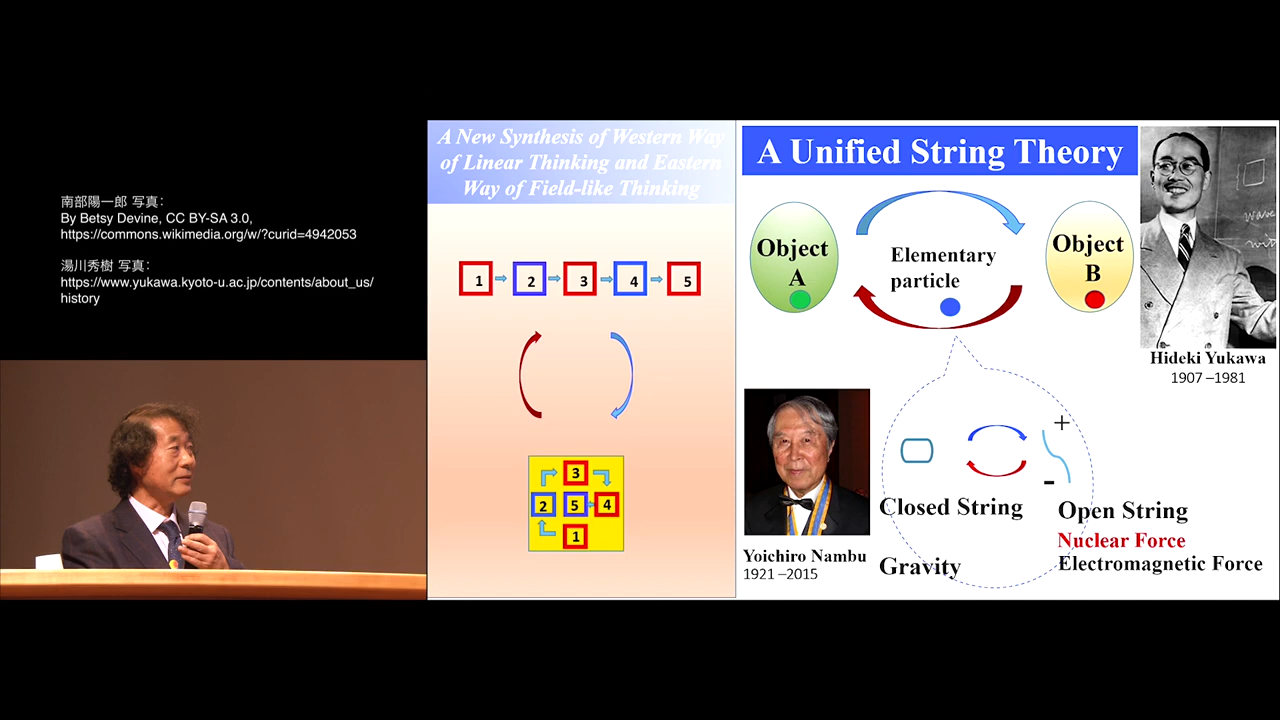 南部陽一郎 写真:
By Betsy Devine, CC BY-SA 3.0,
https://commons.wikimedia.org/w/?curid=4942053
湯川秀樹 写真:
https://www.yukawa.kyoto-u.ac.jp/contents/about_us/
history
A New Synthesis of Western Way
of Linear Thinking and Eastern
Way of Field-like Thinking
1 2 3 4 5
3
2 5 4
1
A Unified String Theory
Object
A
Elementary
particle
Object
B
Hideki Yukawa
1907 –1981
Yoichiro Nambu
1921 –2015
+
-
Closed String
Gravity
Open String
Nuclear Force
Electromagnetic Force